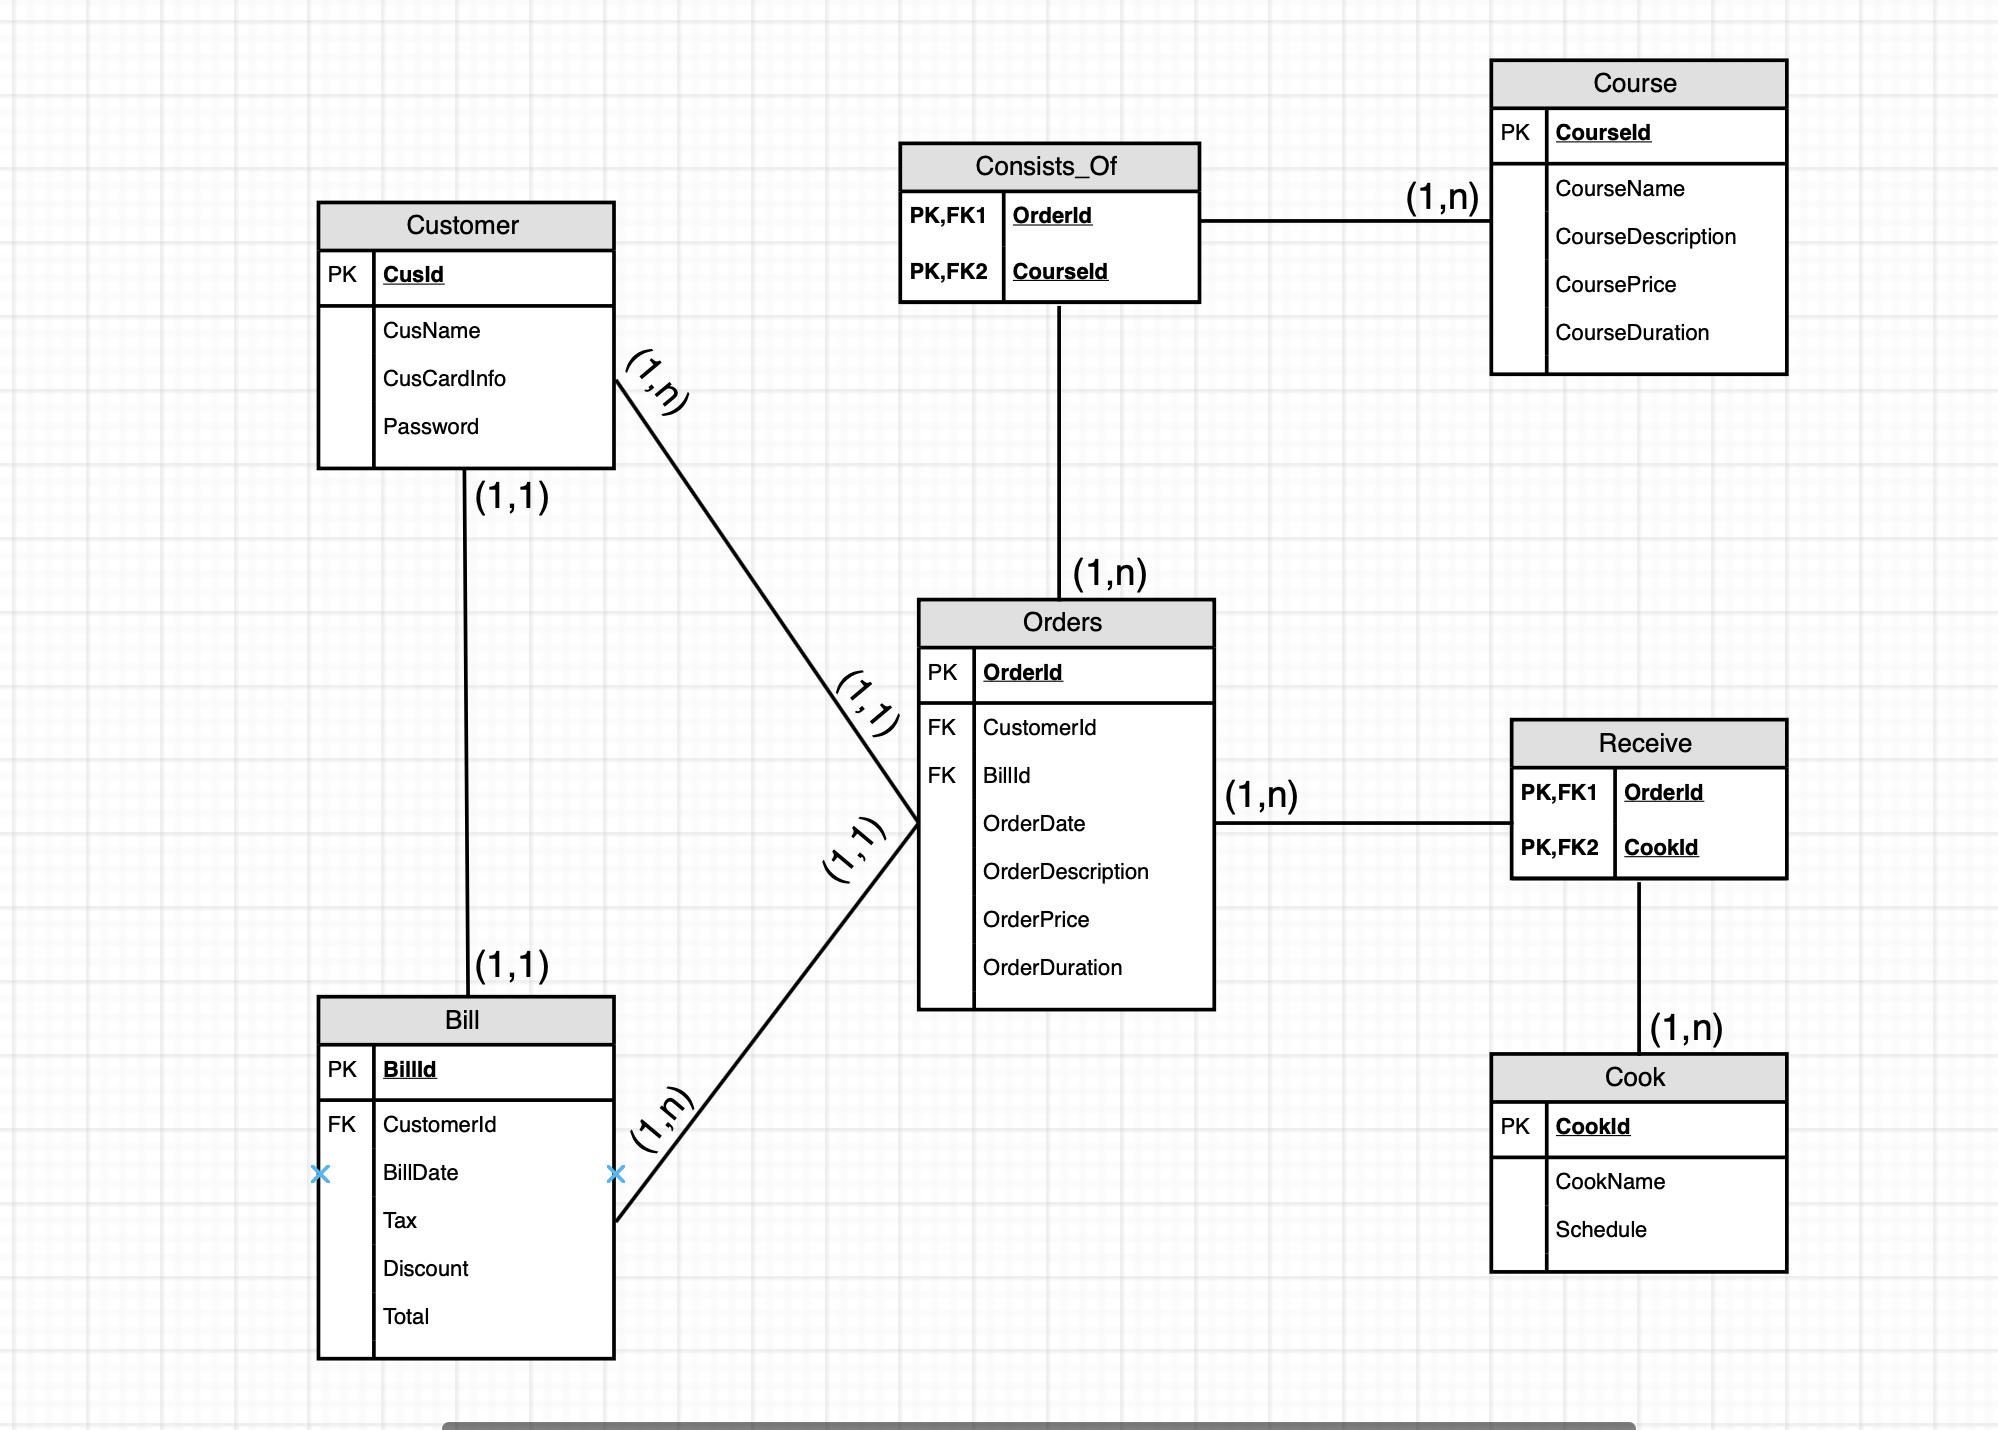 Course
PK CourseId
CourseName
CourseDescription
CoursePrice
CourseDuration
Consists_Of
PK,FK1 OrderId
PK,FK2 CourseId
(1,n)
Customer
PK CusId
CusName
CusCardInfo
Password
(1,n)
(1,1)
(1,n)
(1,1)
Orders
PK OrderId
FK CustomerId
FK BillId
OrderDate
OrderDescription
OrderPrice
OrderDuration
(1,n)
(1,1)
Receive
PK,FK1 OrderId
PK,FK2 CookId
(1,1)
(1,n)
(1,n)
Bill
PK BillId
FK CustomerId
BillDate
Tax
Discount
Total
Cook
PK CookId
CookName
Schedule